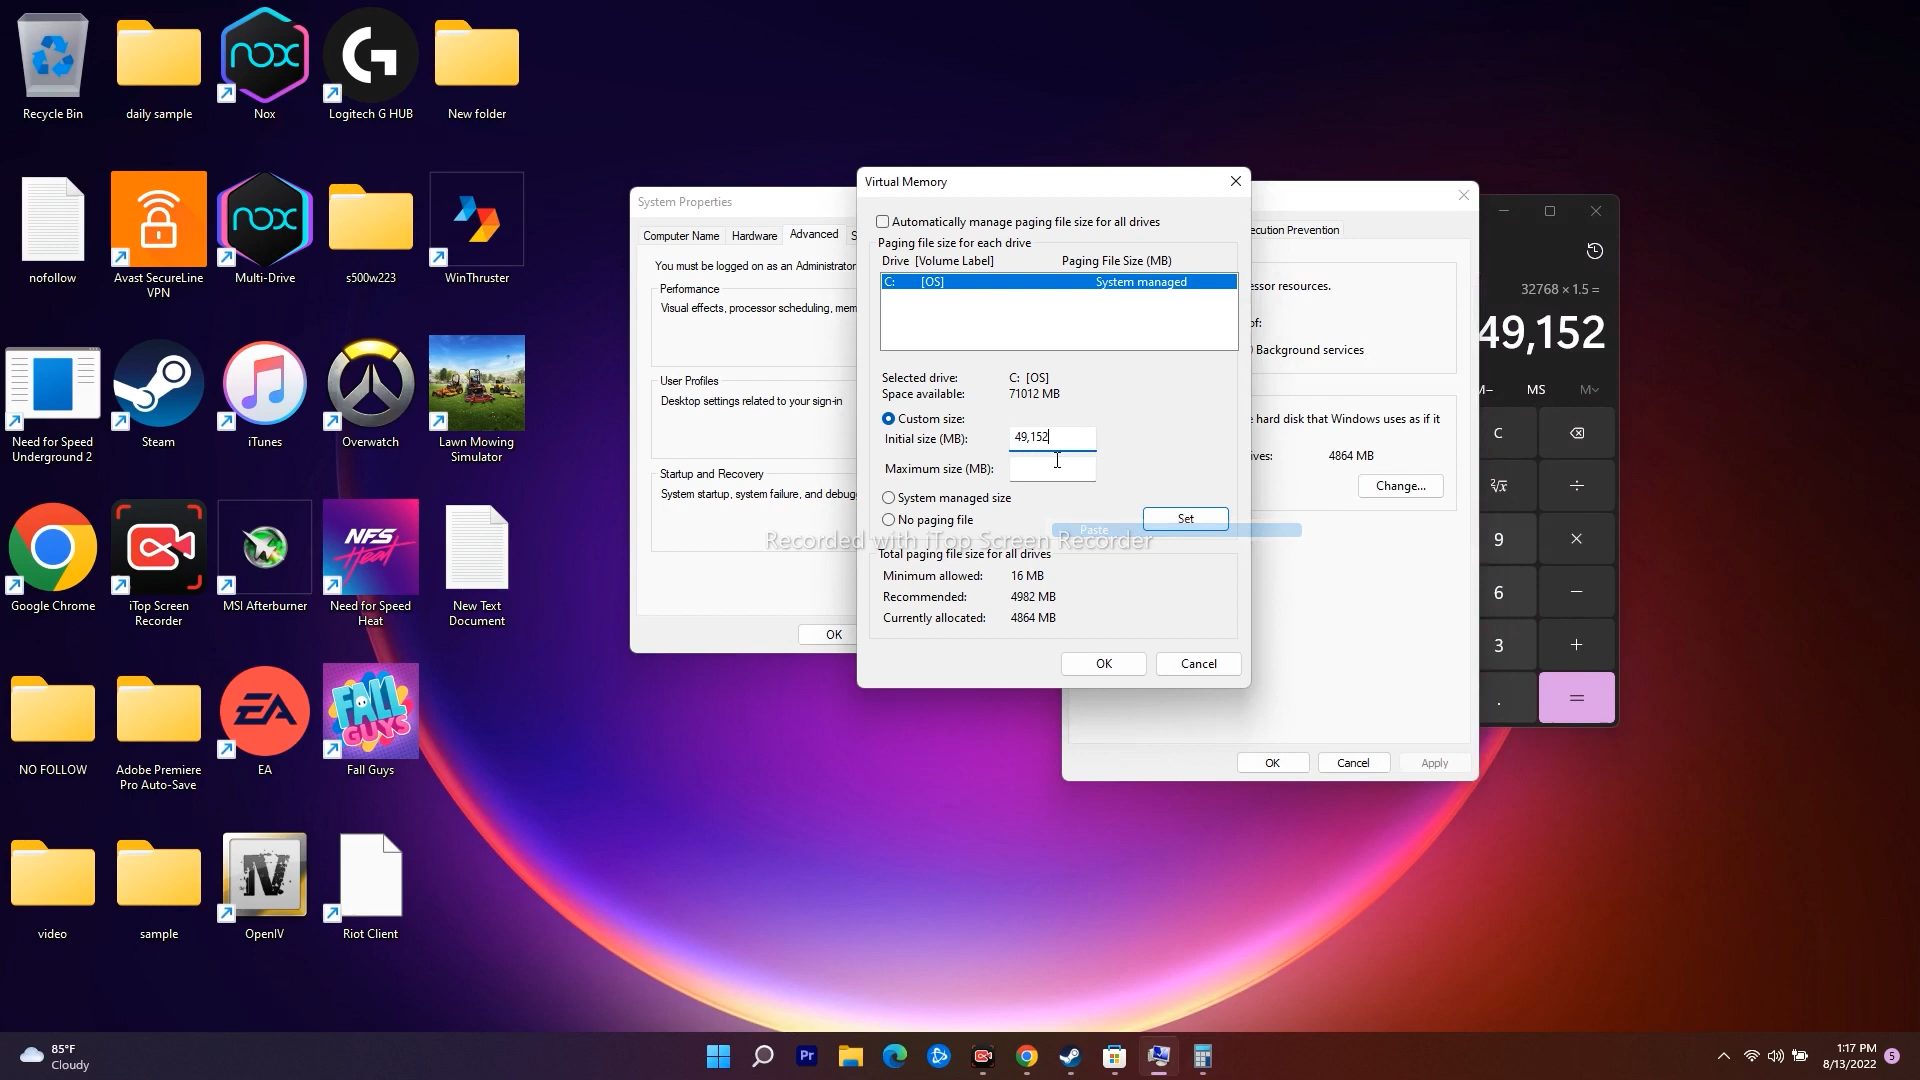 Recycle Bin
daily sample
Nox
Logitech G HUB
New folder
nofollow
Avast SecureLine
VPN
Multi-Drive
s500w223
WinThruster
Need for Speed
Underground 2
Steam
iTunes
Overwatch
Lawn Mowing
Simulator
Google Chrome
iTop Screen
Recorder
MSI Afterburner
NFS
Heat
Need for Speed
Heat
New Text
Document
NO FOLLOW
Adobe Premiere
Pro Auto-Save
EA
EA
FALL
GUYS
Fall Guys
video
sample
IV
OpenIV
Riot Client
System Properties
Computer Name
Hardware
Advanced
S
You must be logged on as an Administrator
Performance
Visual effects, processor scheduling, mem
User Profiles
Desktop settings related to your sign-in
Startup and Recovery
System startup, system failure, and debug
OK
Virtual Memory
Automatically manage paging file size for all drives
Paging file size for each drive
Drive [Volume Label]
Paging File Size (MB)
C: [OS]
System managed
Selected drive: C: [OS]
Space available: 71012 MB
Custom size:
Initial size (MB): 49,152
Maximum size (MB):
System managed size
No paging file
Set
Paste
Recorded with iTop Screen Recorder
Total paging file size for all drives
Minimum allowed: 16 MB
Recommended: 4982 MB
Currently allocated: 4864 MB
OK
Cancel
ecution Prevention
ssor resources.
of:
Background services
e hard disk that Windows uses as if it
ives: 4864 MB
Change...
OK
Cancel
Apply
32768 × 1.5 =
49,152
M−
MS
M˅
C
²√x
÷
9
×
6
−
3
+
.
=
85°F
Cloudy
Pr
1:17 PM
8/13/2022
5